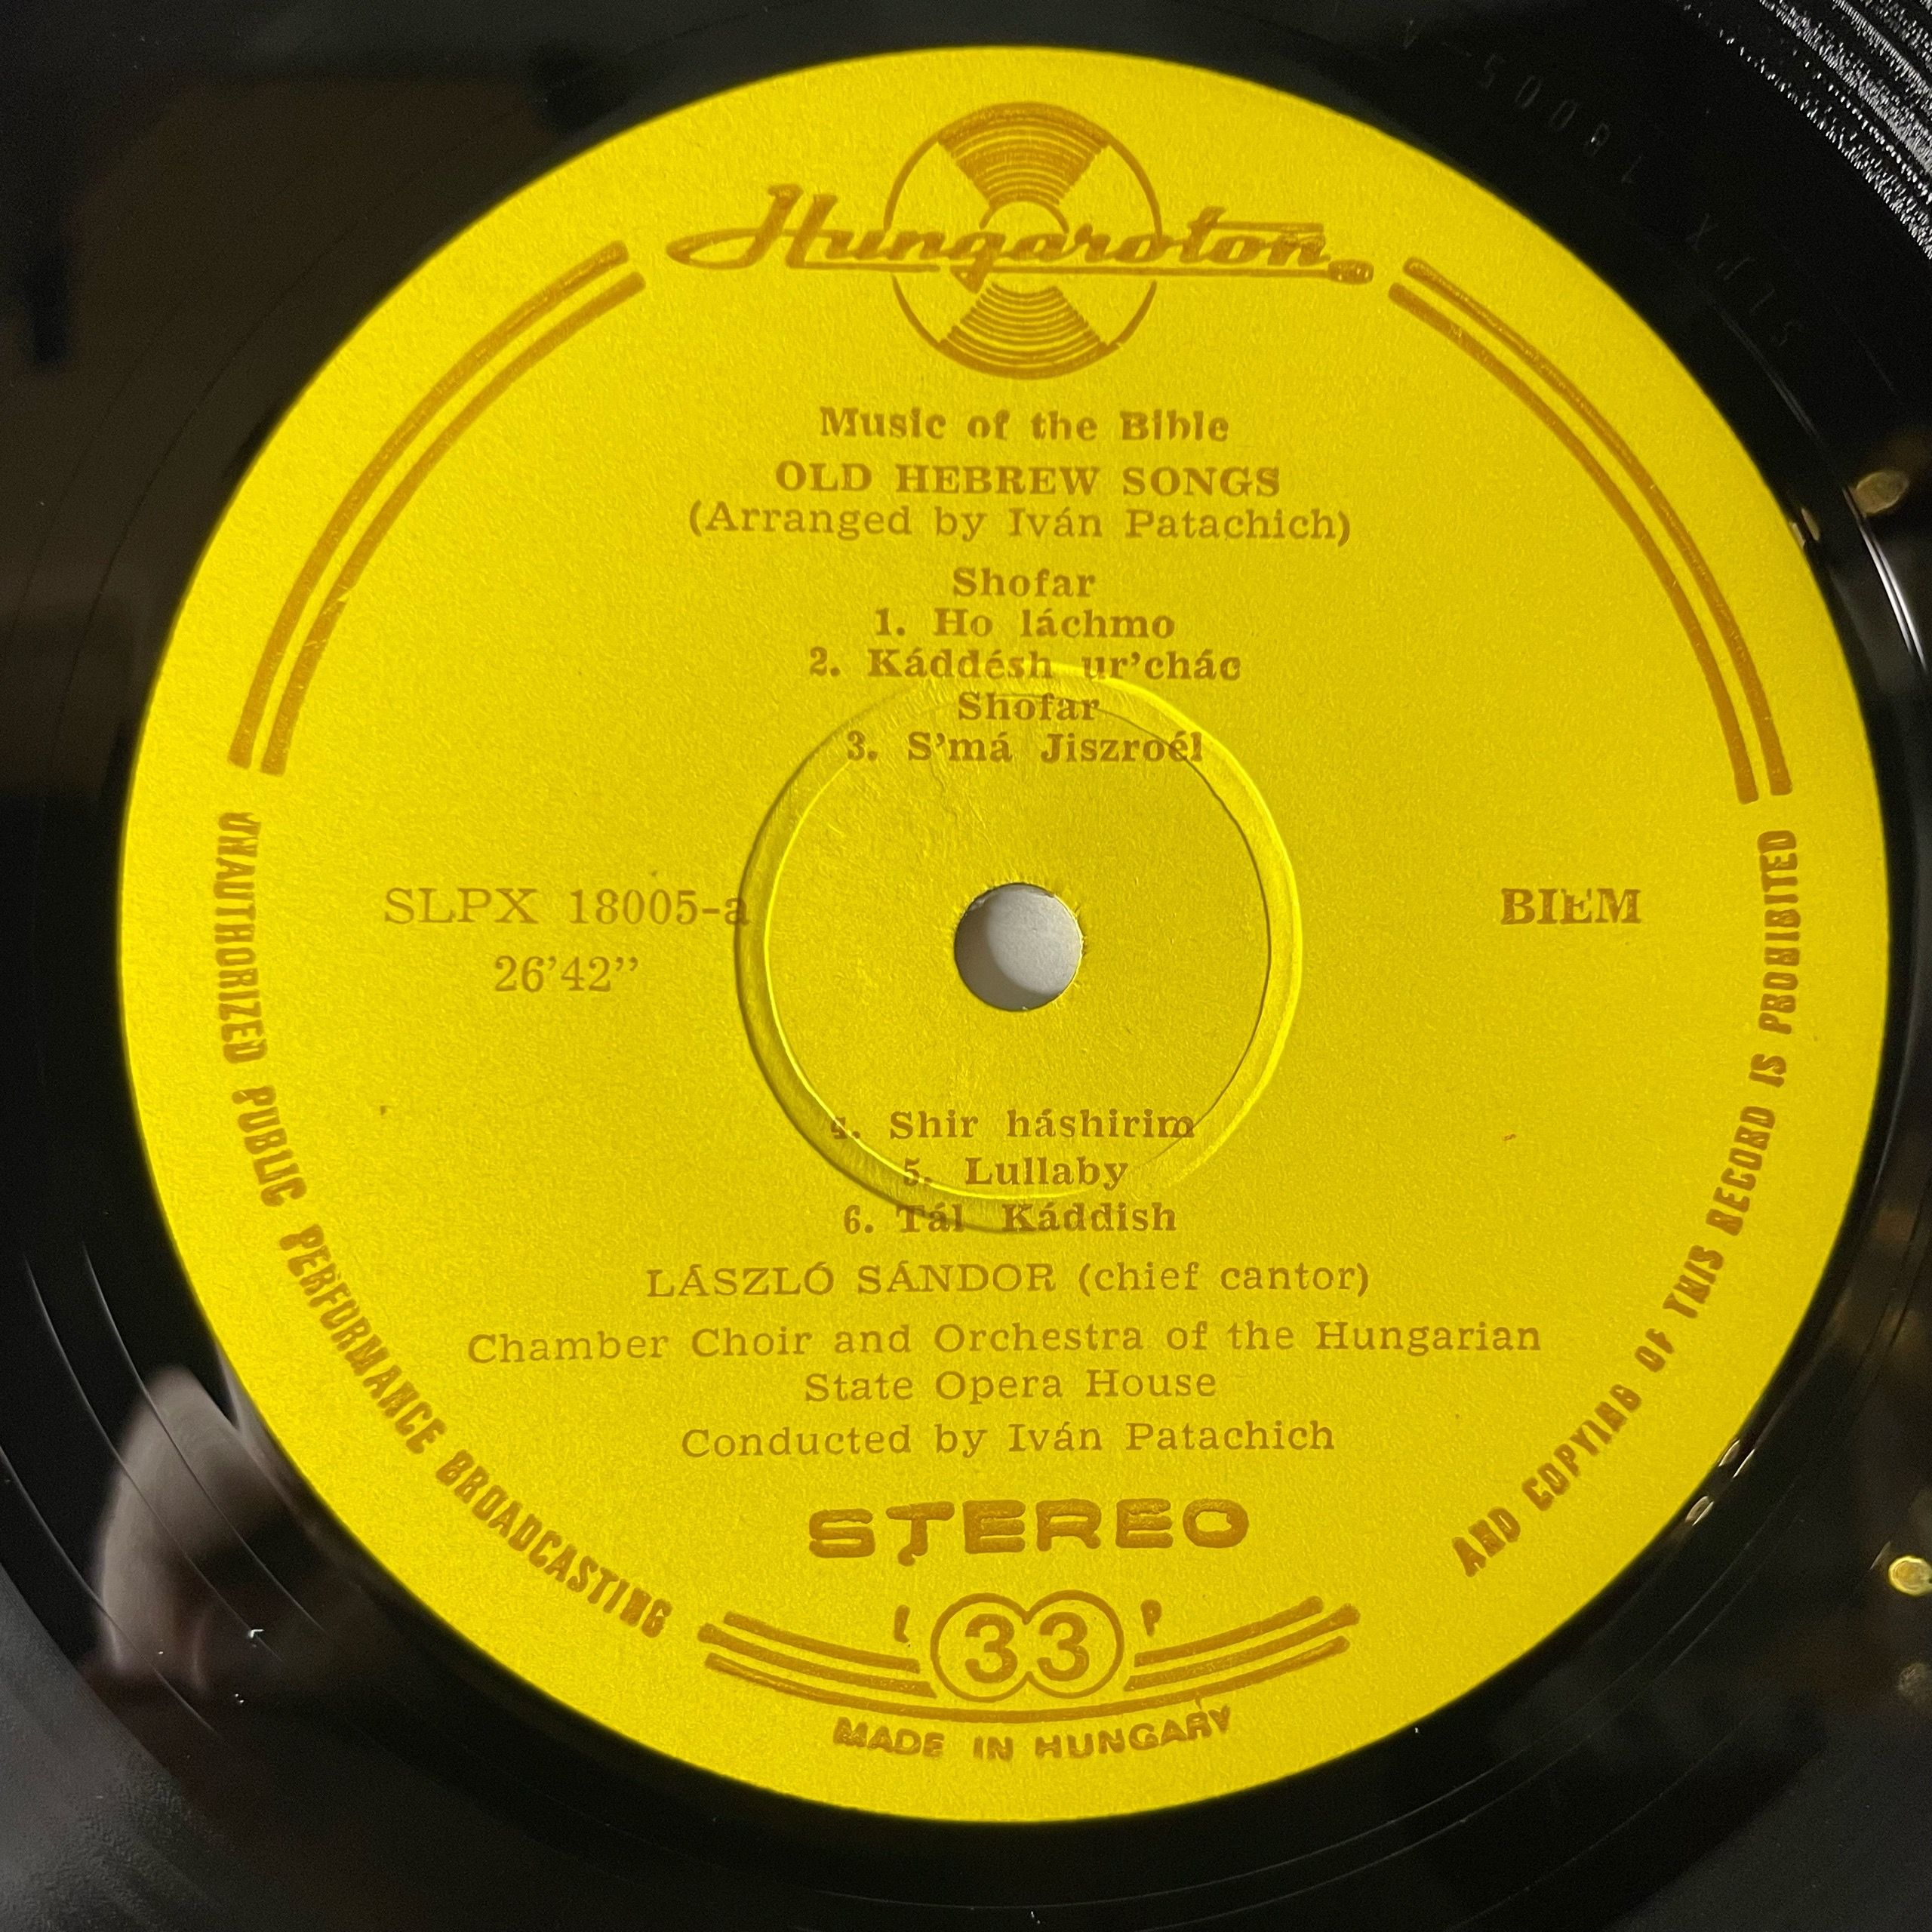 Hungaroton
Music of the Bible
OLD HEBREW SONGS
(Arranged by Iván Patachich)
Shofar
1. Ho láchmo
2. Káddésh ur'chác
Shofar
3. S'má Jiszroél
SLPX 18005-a
26'42”
BIEM
4. Shir háshirim
5. Lullaby
6. Tál Káddish
LÁSZLÓ SÁNDOR (chief cantor)
Chamber Choir and Orchestra of the Hungarian
State Opera House
Conducted by Iván Patachich
STEREO
L 33 P
MADE IN HUNGARY
UNAUTHORIZED PUBLIC PERFORMANCE BROADCASTING
AND COPYING OF THIS RECORD IS PROHIBITED
SLPX 18005-A